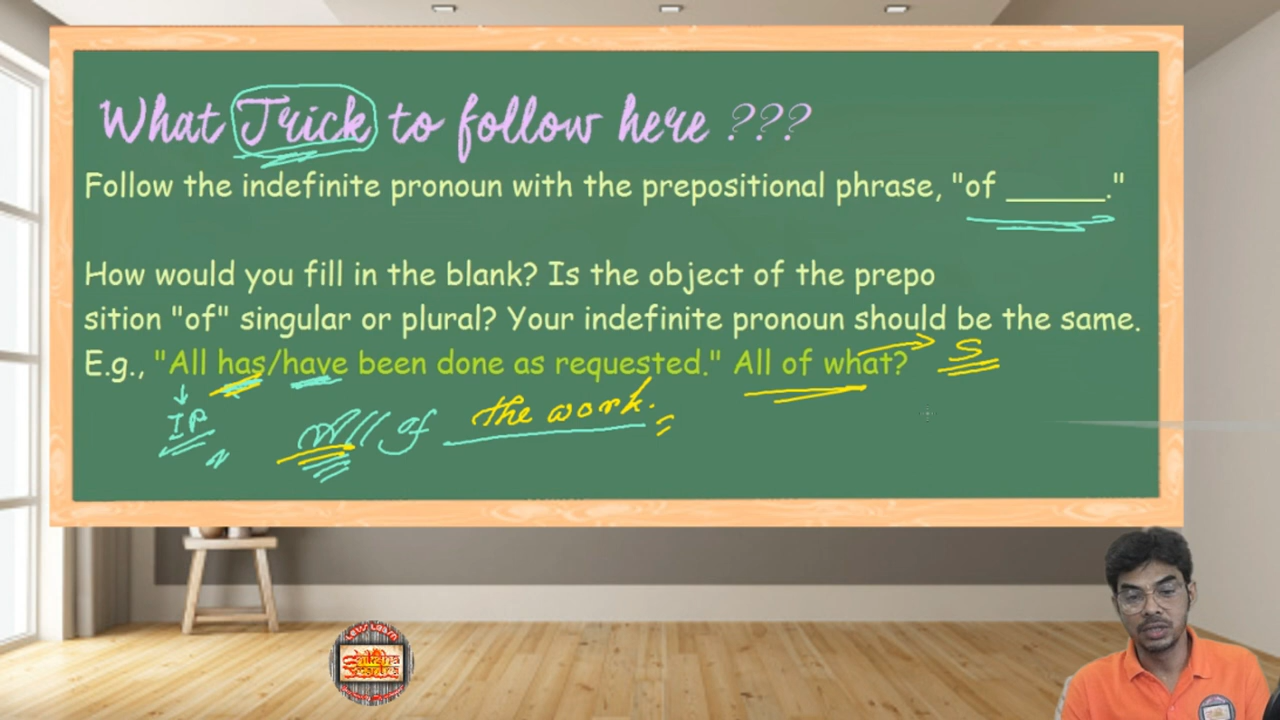 What Trick to follow here ???
Follow the indefinite pronoun with the prepositional phrase, "of ______."
How would you fill in the blank? Is the object of the prepo
sition "of" singular or plural? Your indefinite pronoun should be the same.
E.g., "All has/have been done as requested." All of what?
S
IP
All of the work.
Let's Learn